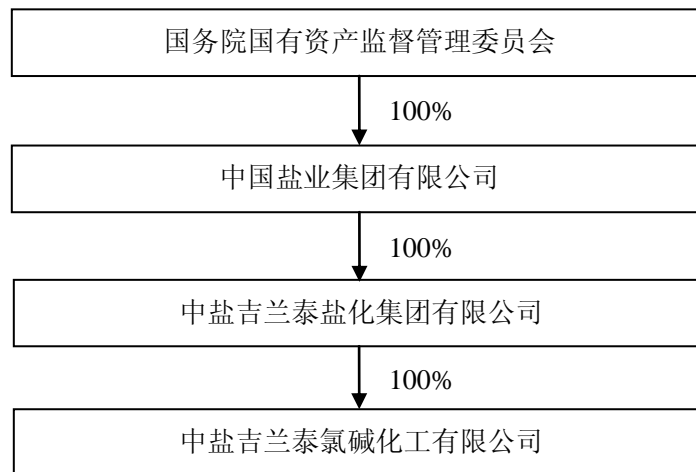 国务院国有资产监督管理委员会
100%
中国盐业集团有限公司
100%
中盐吉兰泰盐化集团有限公司
100%
中盐吉兰泰氯碱化工有限公司